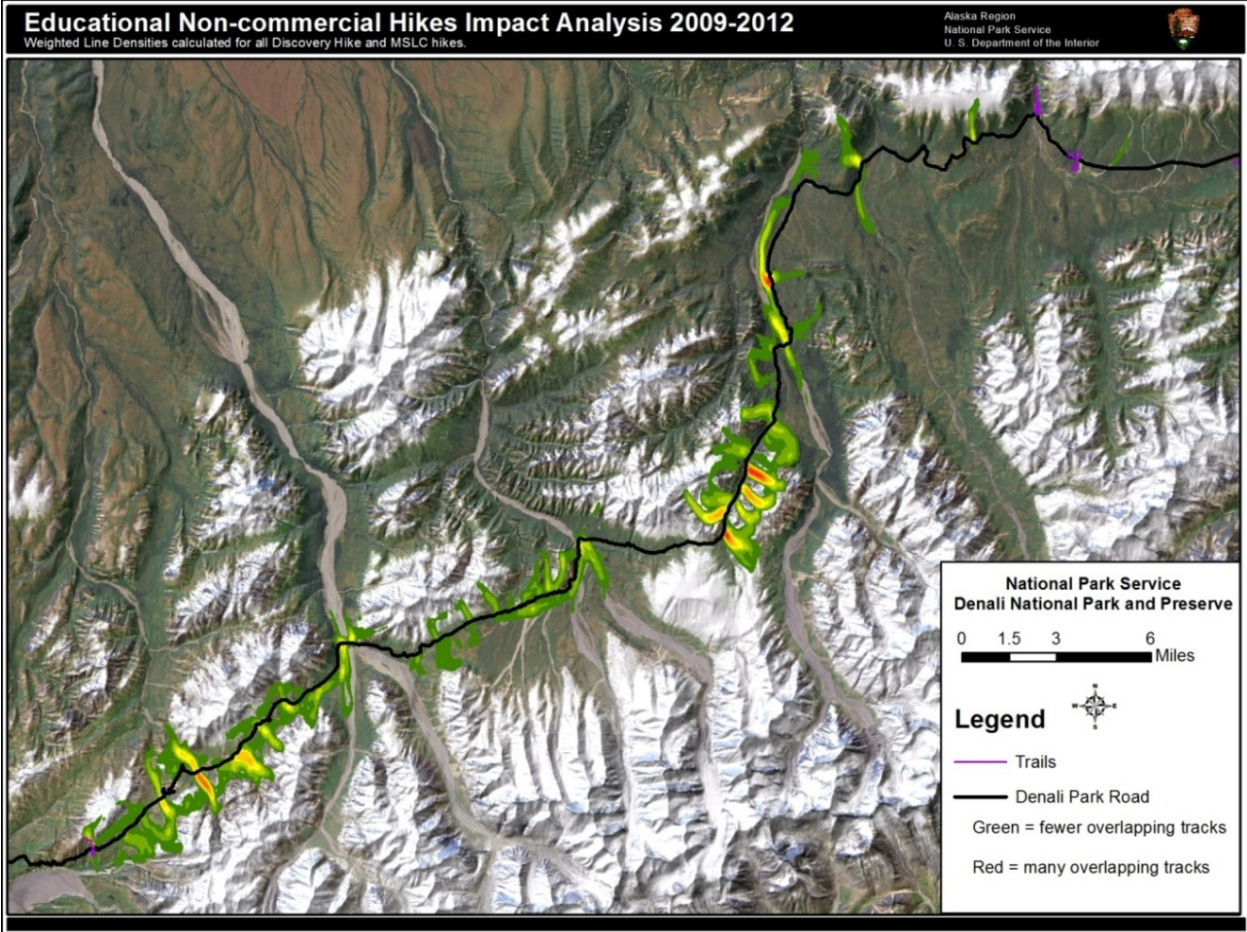 Educational Non-commercial Hikes Impact Analysis 2009-2012
Weighted Line Densities calculated for all Discovery Hike and MSLC hikes.
Alaska Region
National Park Service
U. S. Department of the Interior
National Park Service
Denali National Park and Preserve
0 1.5 3 6
Miles
N
W E
S
Legend
Trails
Denali Park Road
Green = fewer overlapping tracks
Red = many overlapping tracks